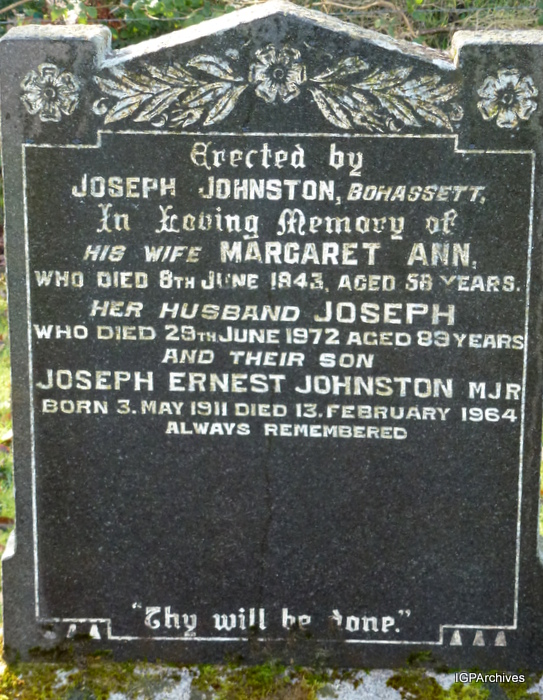 Erected by
JOSEPH JOHNSTON, BOHASSETT,
In Loving Memory of
HIS WIFE MARGARET ANN,
WHO DIED 8TH JUNE 1943, AGED 58 YEARS.
HER HUSBAND JOSEPH
WHO DIED 29TH JUNE 1972 AGED 89 YEARS
AND THEIR SON
JOSEPH ERNEST JOHNSTON MJR
BORN 3. MAY 1911 DIED 13. FEBRUARY 1964
ALWAYS REMEMBERED
"Thy will be done."
IGPArchives